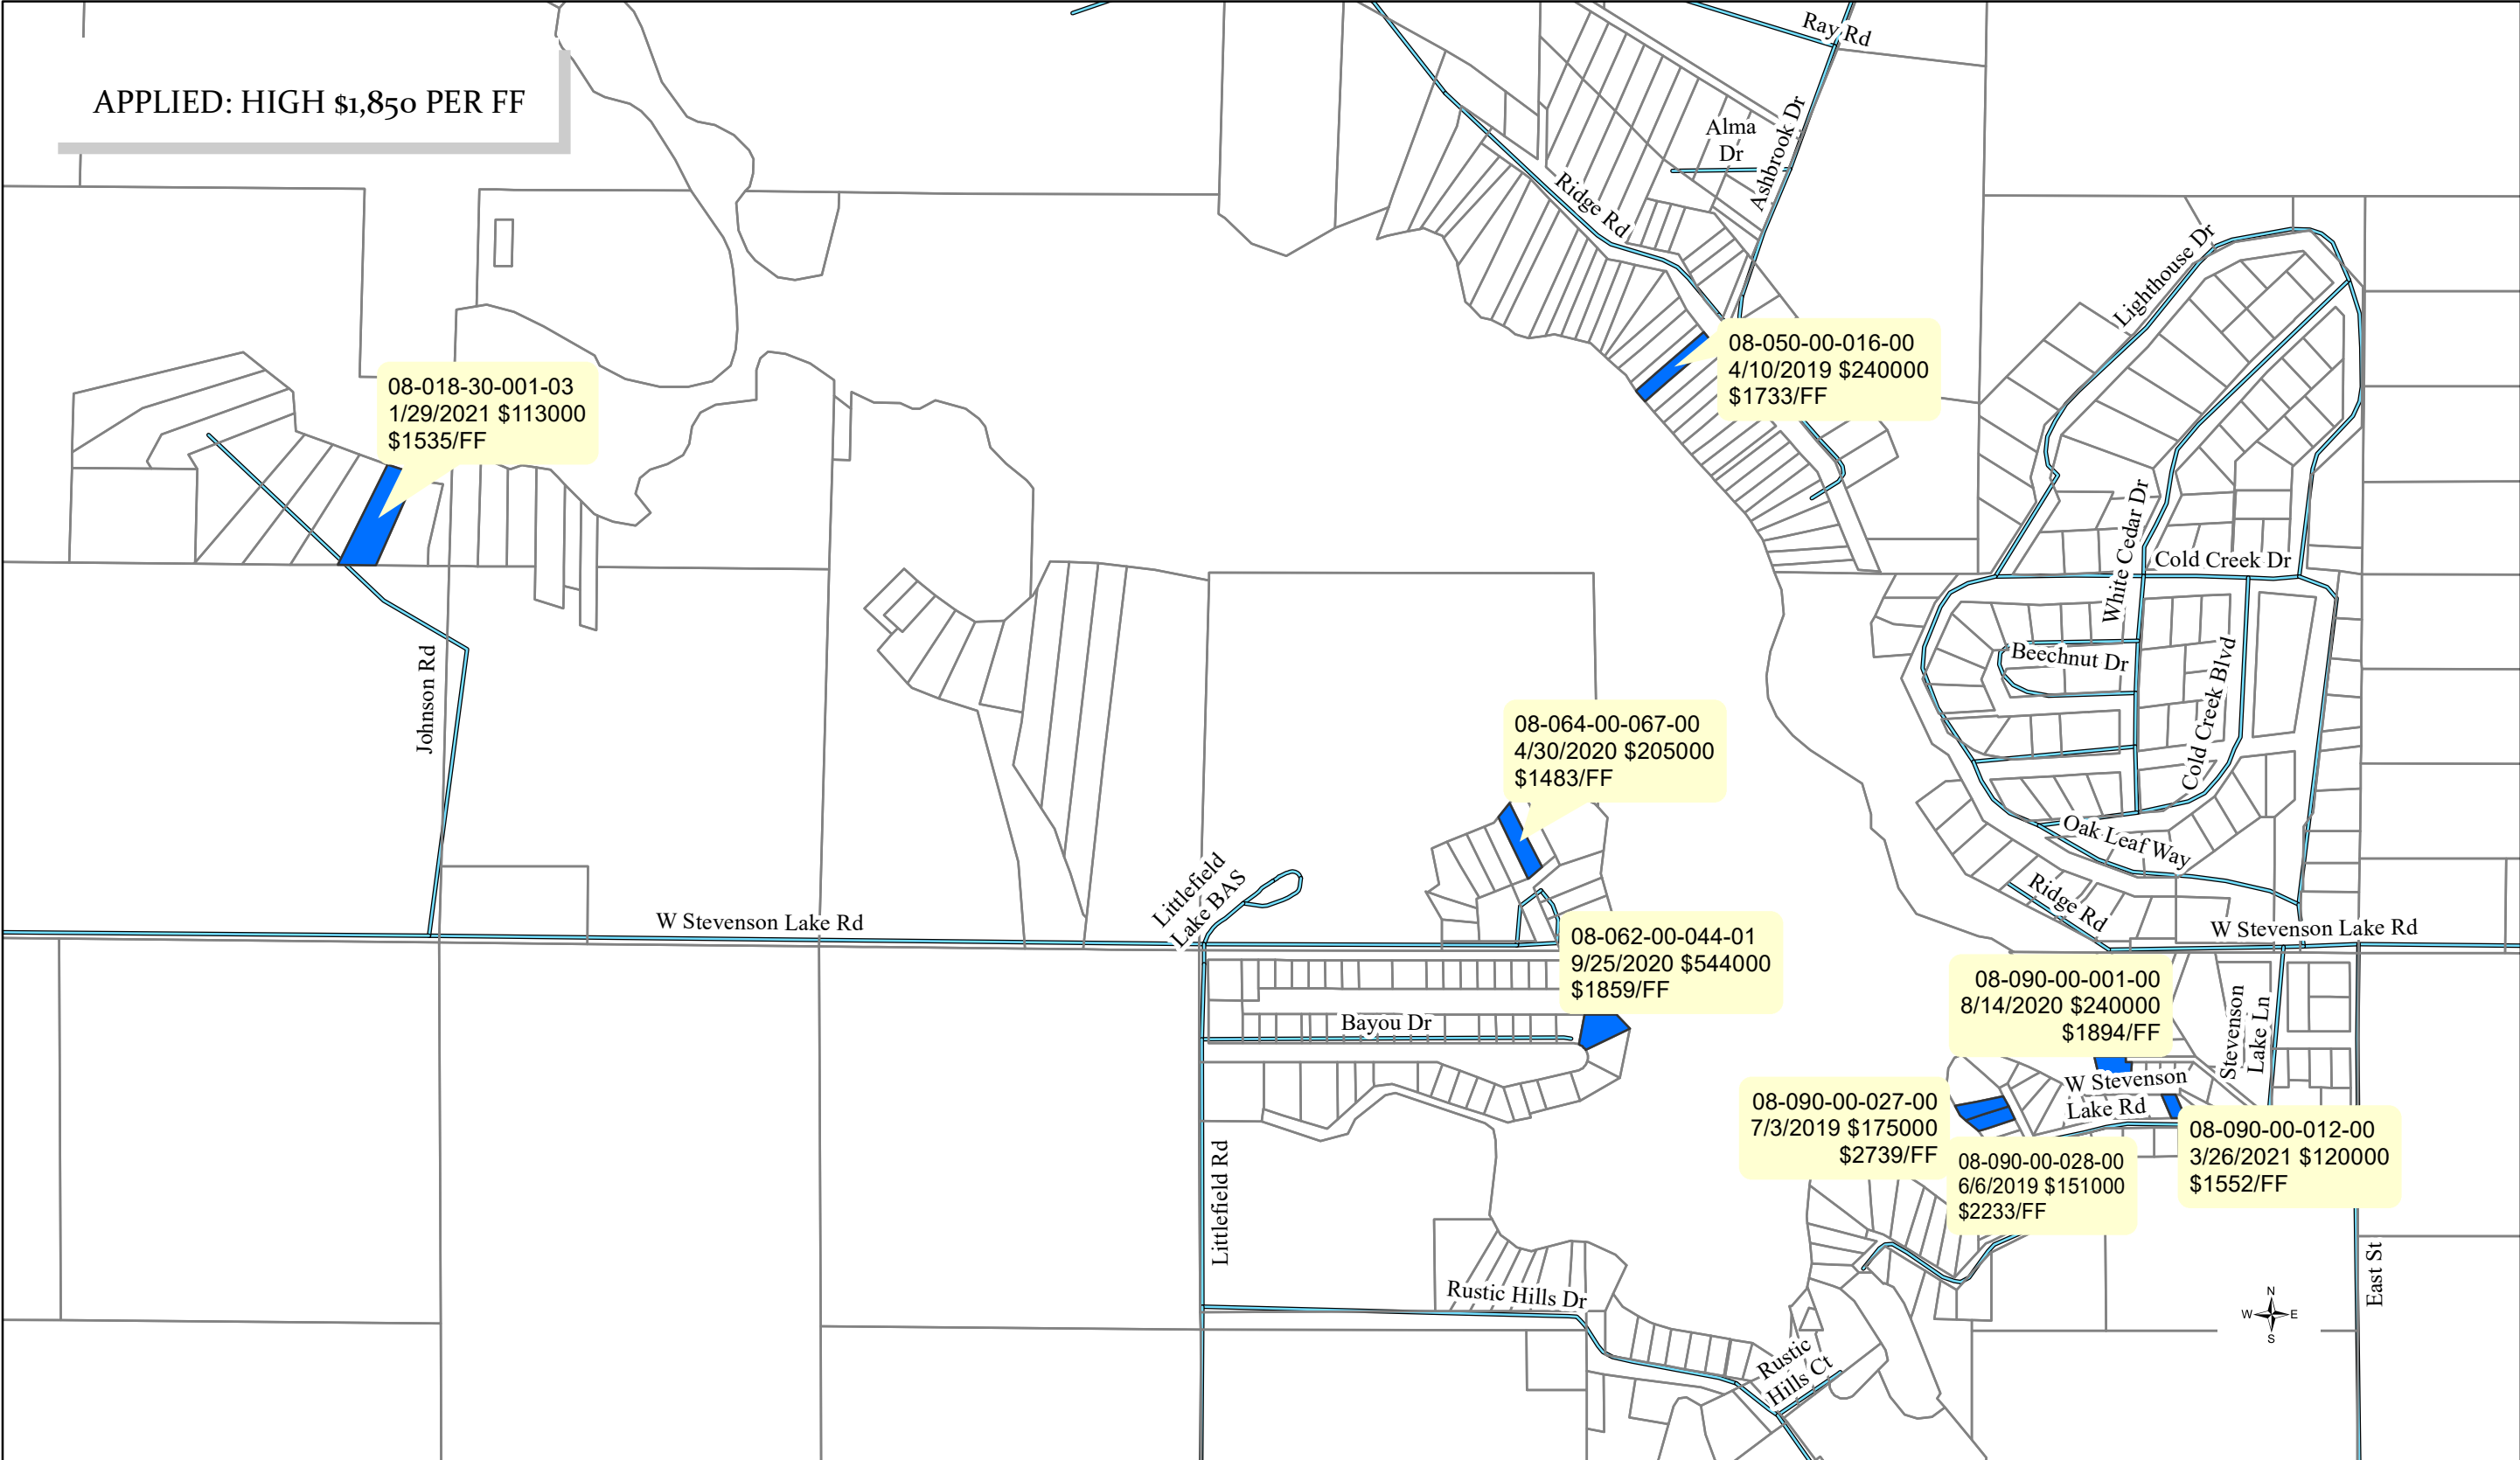 APPLIED: HIGH $1,850 PER FF
Ray Rd
Alma
Dr
Ashbrook Dr
Ridge Rd
Lighthouse Dr
08-050-00-016-00
4/10/2019 $240000
$1733/FF
08-018-30-001-03
1/29/2021 $113000
$1535/FF
White Cedar Dr
Cold Creek Dr
Beechnut Dr
Cold Creek Blvd
Johnson Rd
08-064-00-067-00
4/30/2020 $205000
$1483/FF
Oak Leaf Way
Ridge Rd
Littlefield
Lake BAS
W Stevenson Lake Rd
W Stevenson Lake Rd
08-062-00-044-01
9/25/2020 $544000
$1859/FF
08-090-00-001-00
8/14/2020 $240000
$1894/FF
Stevenson
Lake Ln
Bayou Dr
W Stevenson
Lake Rd
08-090-00-027-00
7/3/2019 $175000
$2739/FF
08-090-00-028-00
6/6/2019 $151000
$2233/FF
08-090-00-012-00
3/26/2021 $120000
$1552/FF
Littlefield Rd
East St
Rustic Hills Dr
Rustic
Hills Ct
N
W E
S